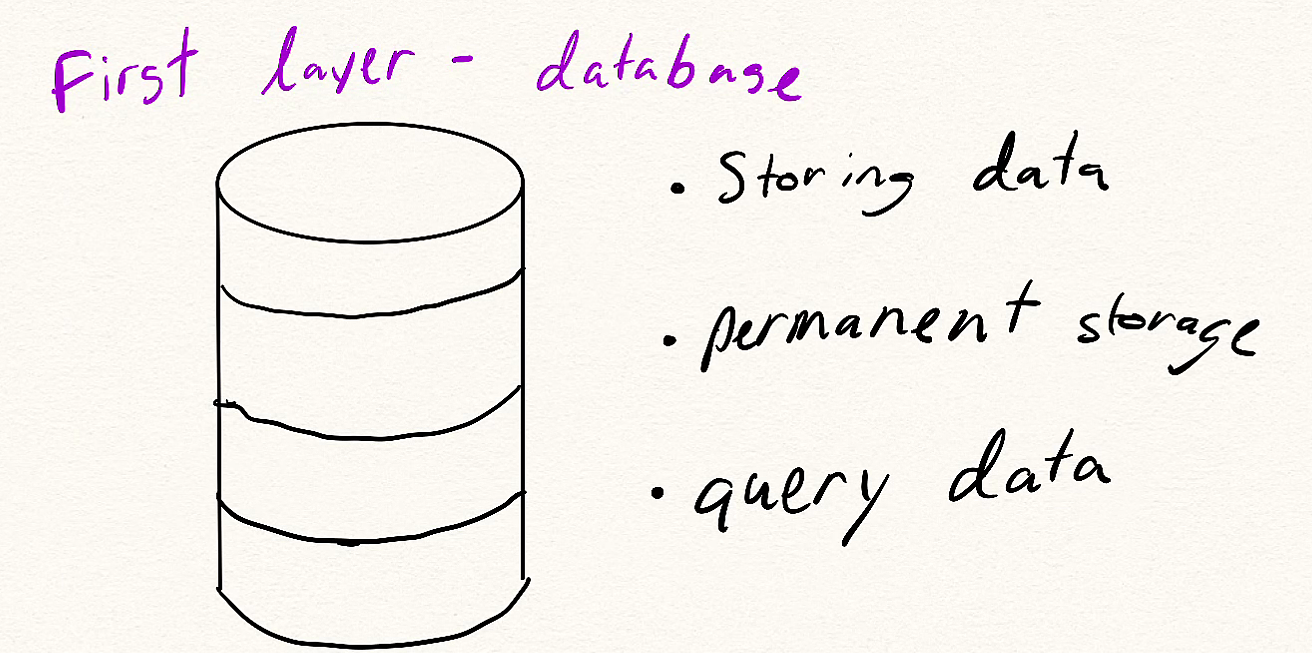 First layer - database
• Storing data
• permanent storage
• query data